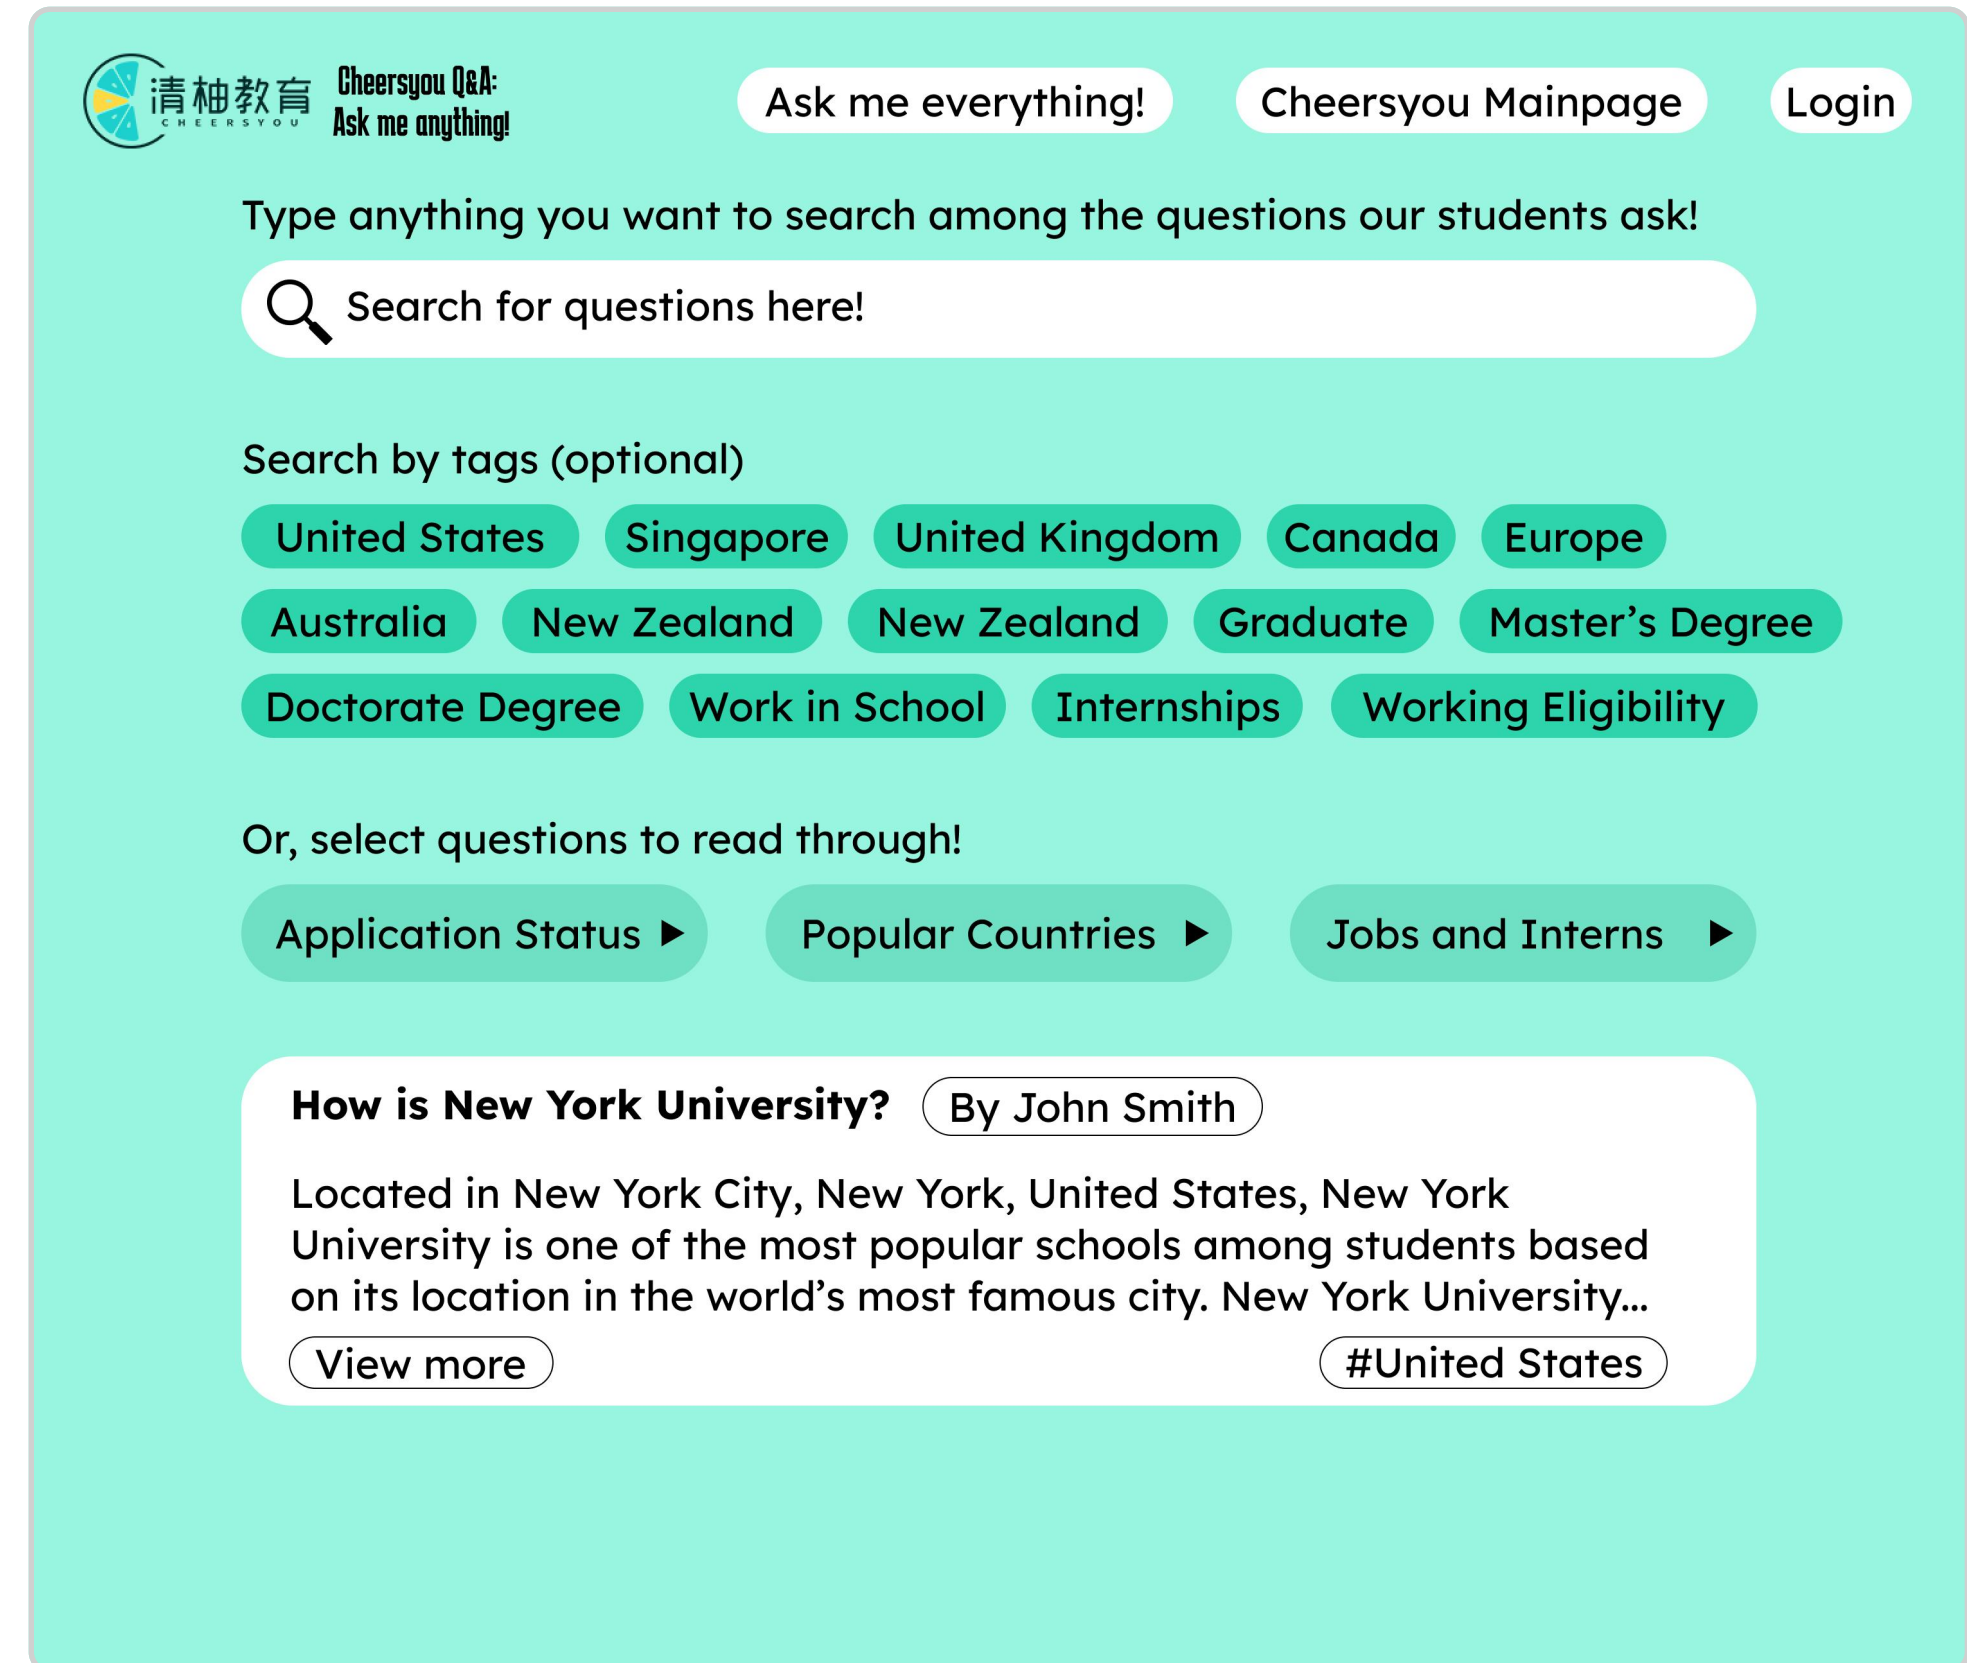 清柚教育
CHEERSYOU
Cheersyou Q&A:
Ask me anything!
Ask me everything!
Cheersyou Mainpage
Login
Type anything you want to search among the questions our students ask!
Search for questions here!
Search by tags (optional)
United States Singapore United Kingdom Canada Europe
Australia New Zealand New Zealand Graduate Master’s Degree
Doctorate Degree Work in School Internships Working Eligibility
Or, select questions to read through!
Application Status ▶ Popular Countries ▶ Jobs and Interns ▶
How is New York University? By John Smith
Located in New York City, New York, United States, New York
University is one of the most popular schools among students based
on its location in the world’s most famous city. New York University...
View more #United States